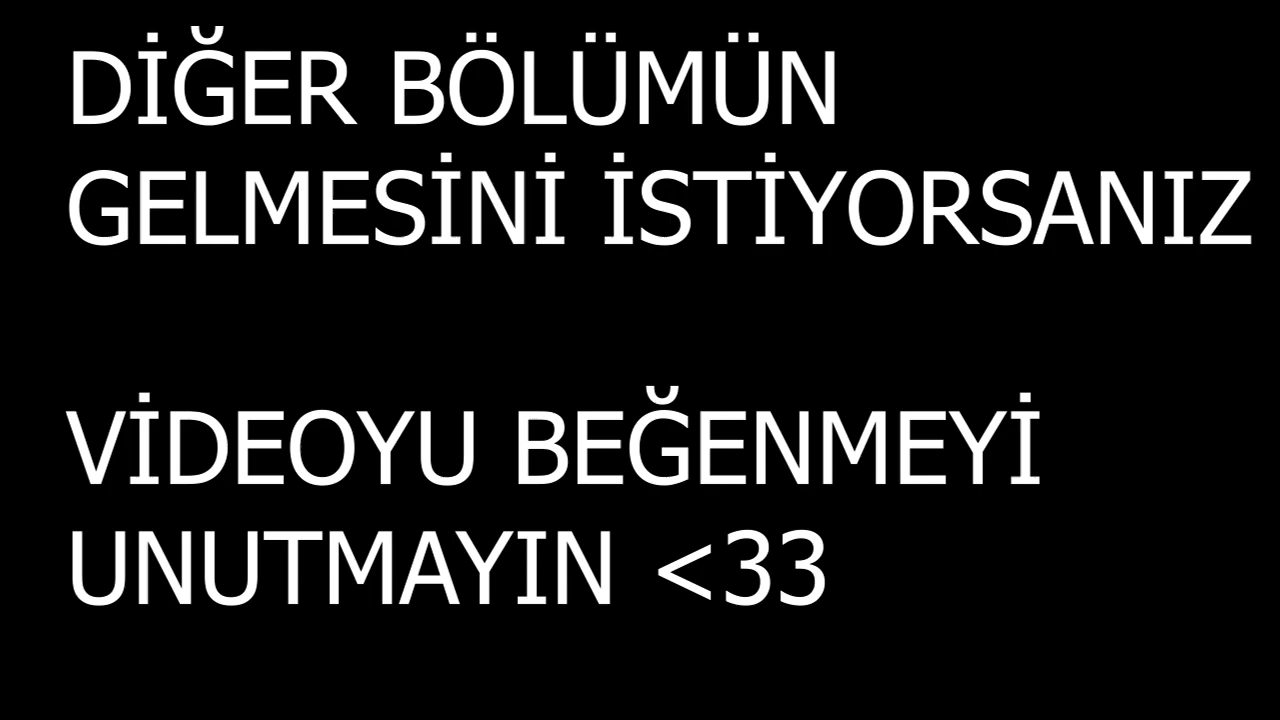 DİĞER BÖLÜMÜN
GELMESİNİ İSTİYORSANIZ
VİDEOYU BEĞENMEYİ
UNUTMAYIN <33